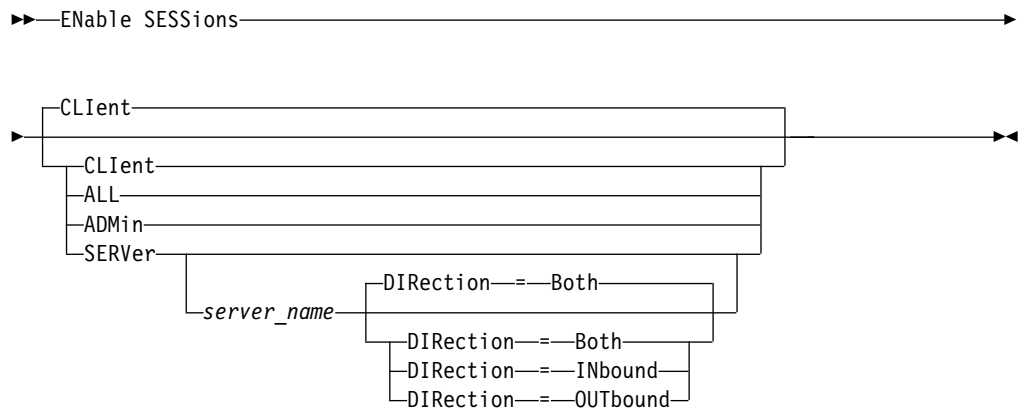 ENable SESSions
CLIent
CLIent
ALL
ADMin
SERVer
DIRection = Both
server_name
DIRection = Both
DIRection = INbound
DIRection = OUTbound